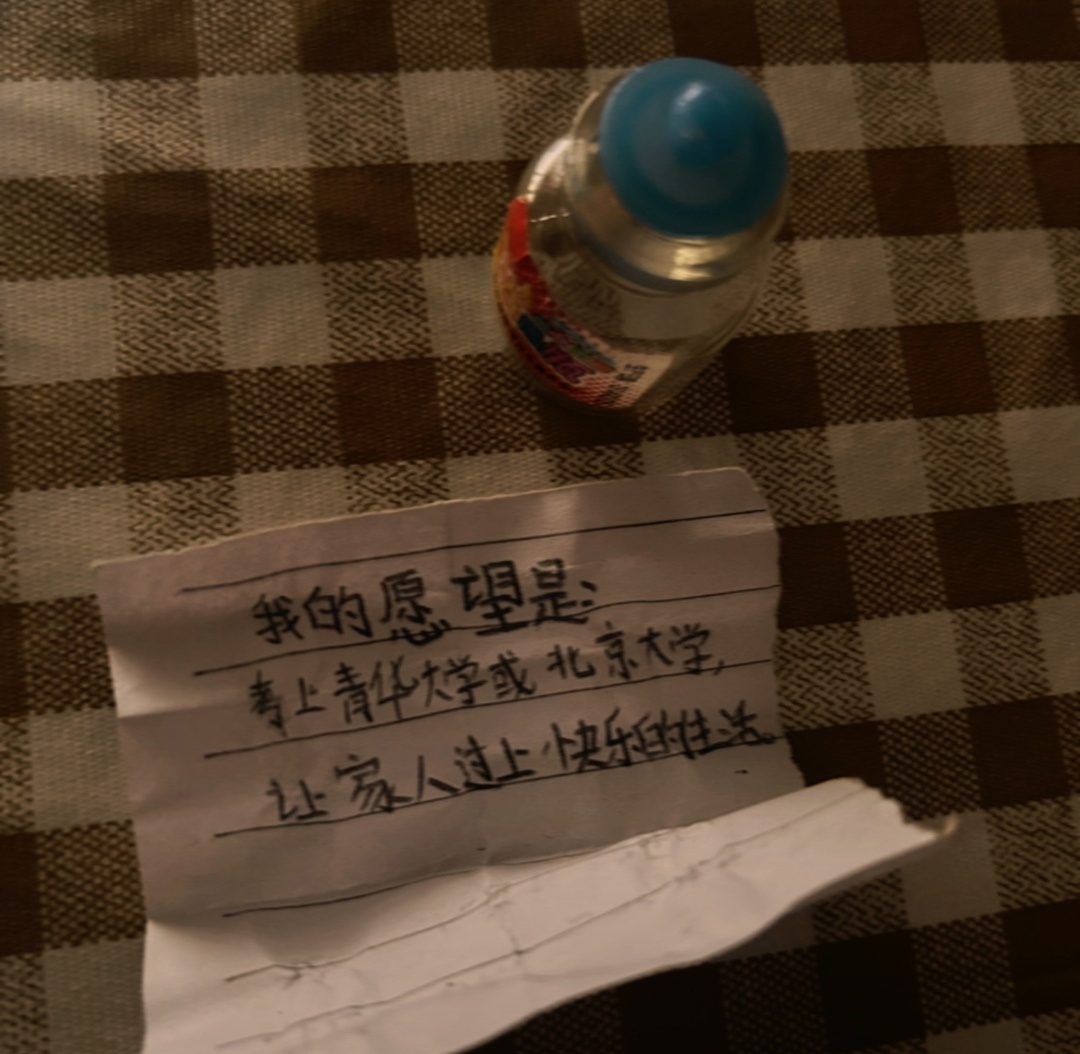 我的愿望是:
考上青华大学或北京大学,
让家人过上快乐的生活.